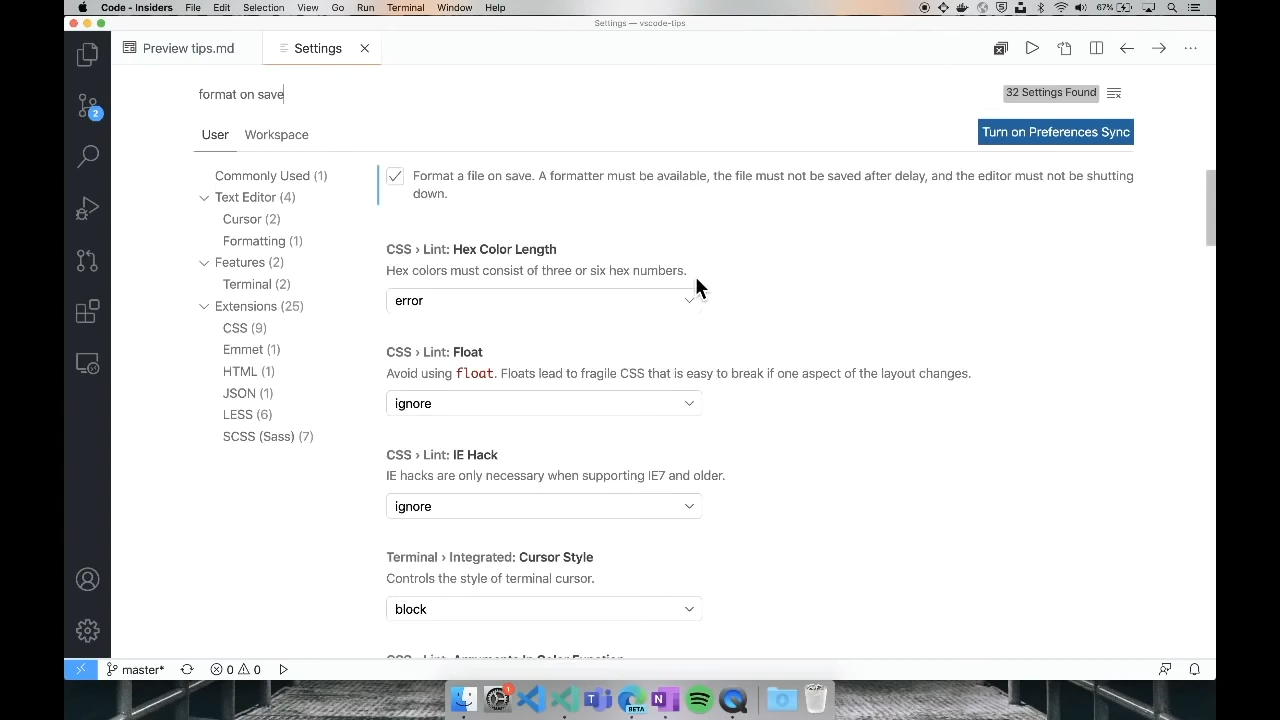 Code - Insiders File Edit Selection View Go Run Terminal Window Help 67%
Settings — vscode-tips
Preview tips.md Settings
format on save
32 Settings Found
User Workspace
Turn on Preferences Sync
2
Commonly Used (1)
Text Editor (4)
Cursor (2)
Formatting (1)
Features (2)
Terminal (2)
Extensions (25)
CSS (9)
Emmet (1)
HTML (1)
JSON (1)
LESS (6)
SCSS (Sass) (7)
Format a file on save. A formatter must be available, the file must not be saved after delay, and the editor must not be shutting
down.
CSS › Lint: Hex Color Length
Hex colors must consist of three or six hex numbers.
error
CSS › Lint: Float
Avoid using float. Floats lead to fragile CSS that is easy to break if one aspect of the layout changes.
ignore
CSS › Lint: IE Hack
IE hacks are only necessary when supporting IE7 and older.
ignore
Terminal › Integrated: Cursor Style
Controls the style of terminal cursor.
block
CSS › Lint: Arguments In Color Function
master* 0 0
1
BETA